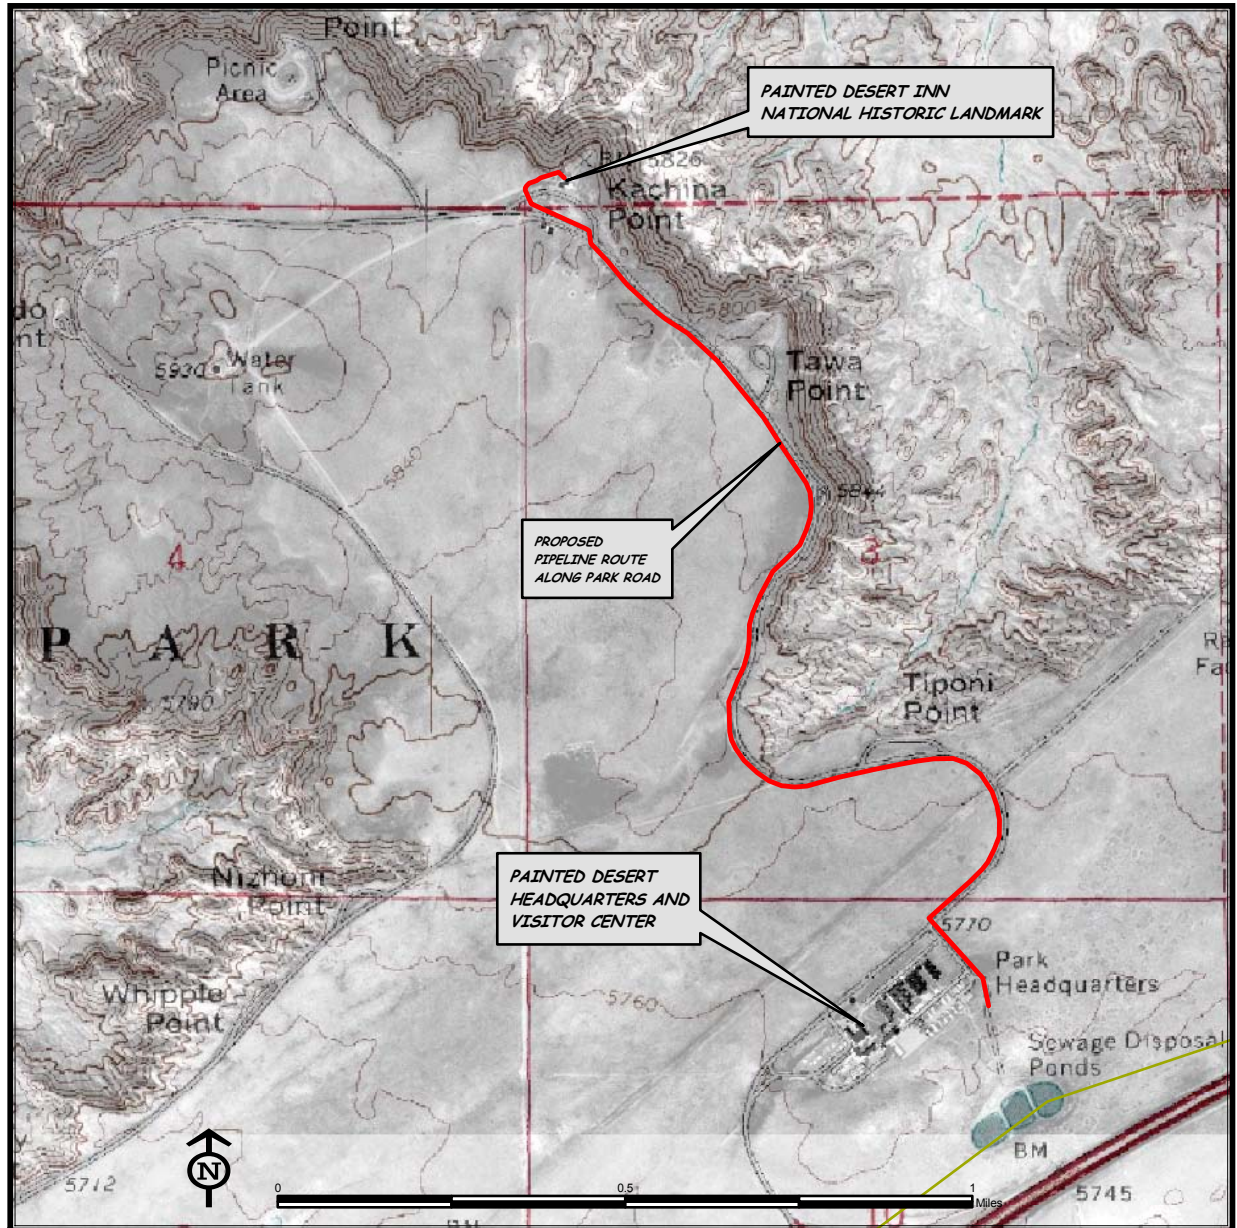 Point
Picnic
Area
PAINTED DESERT INN
NATIONAL HISTORIC LANDMARK
5826
Kachina
Point
5930
Water
Tank
Tawa
Point
5840
5844
PROPOSED
PIPELINE ROUTE
ALONG PARK ROAD
4
3
PARK
5790
Tiponi
Point
PAINTED DESERT
HEADQUARTERS AND
VISITOR CENTER
Nizhoni
Point
5770
Park
Headquarters
Whipple
Point
5760
Sewage Disposal
Ponds
BM
5745
5712
N
0
0.5
1
Miles